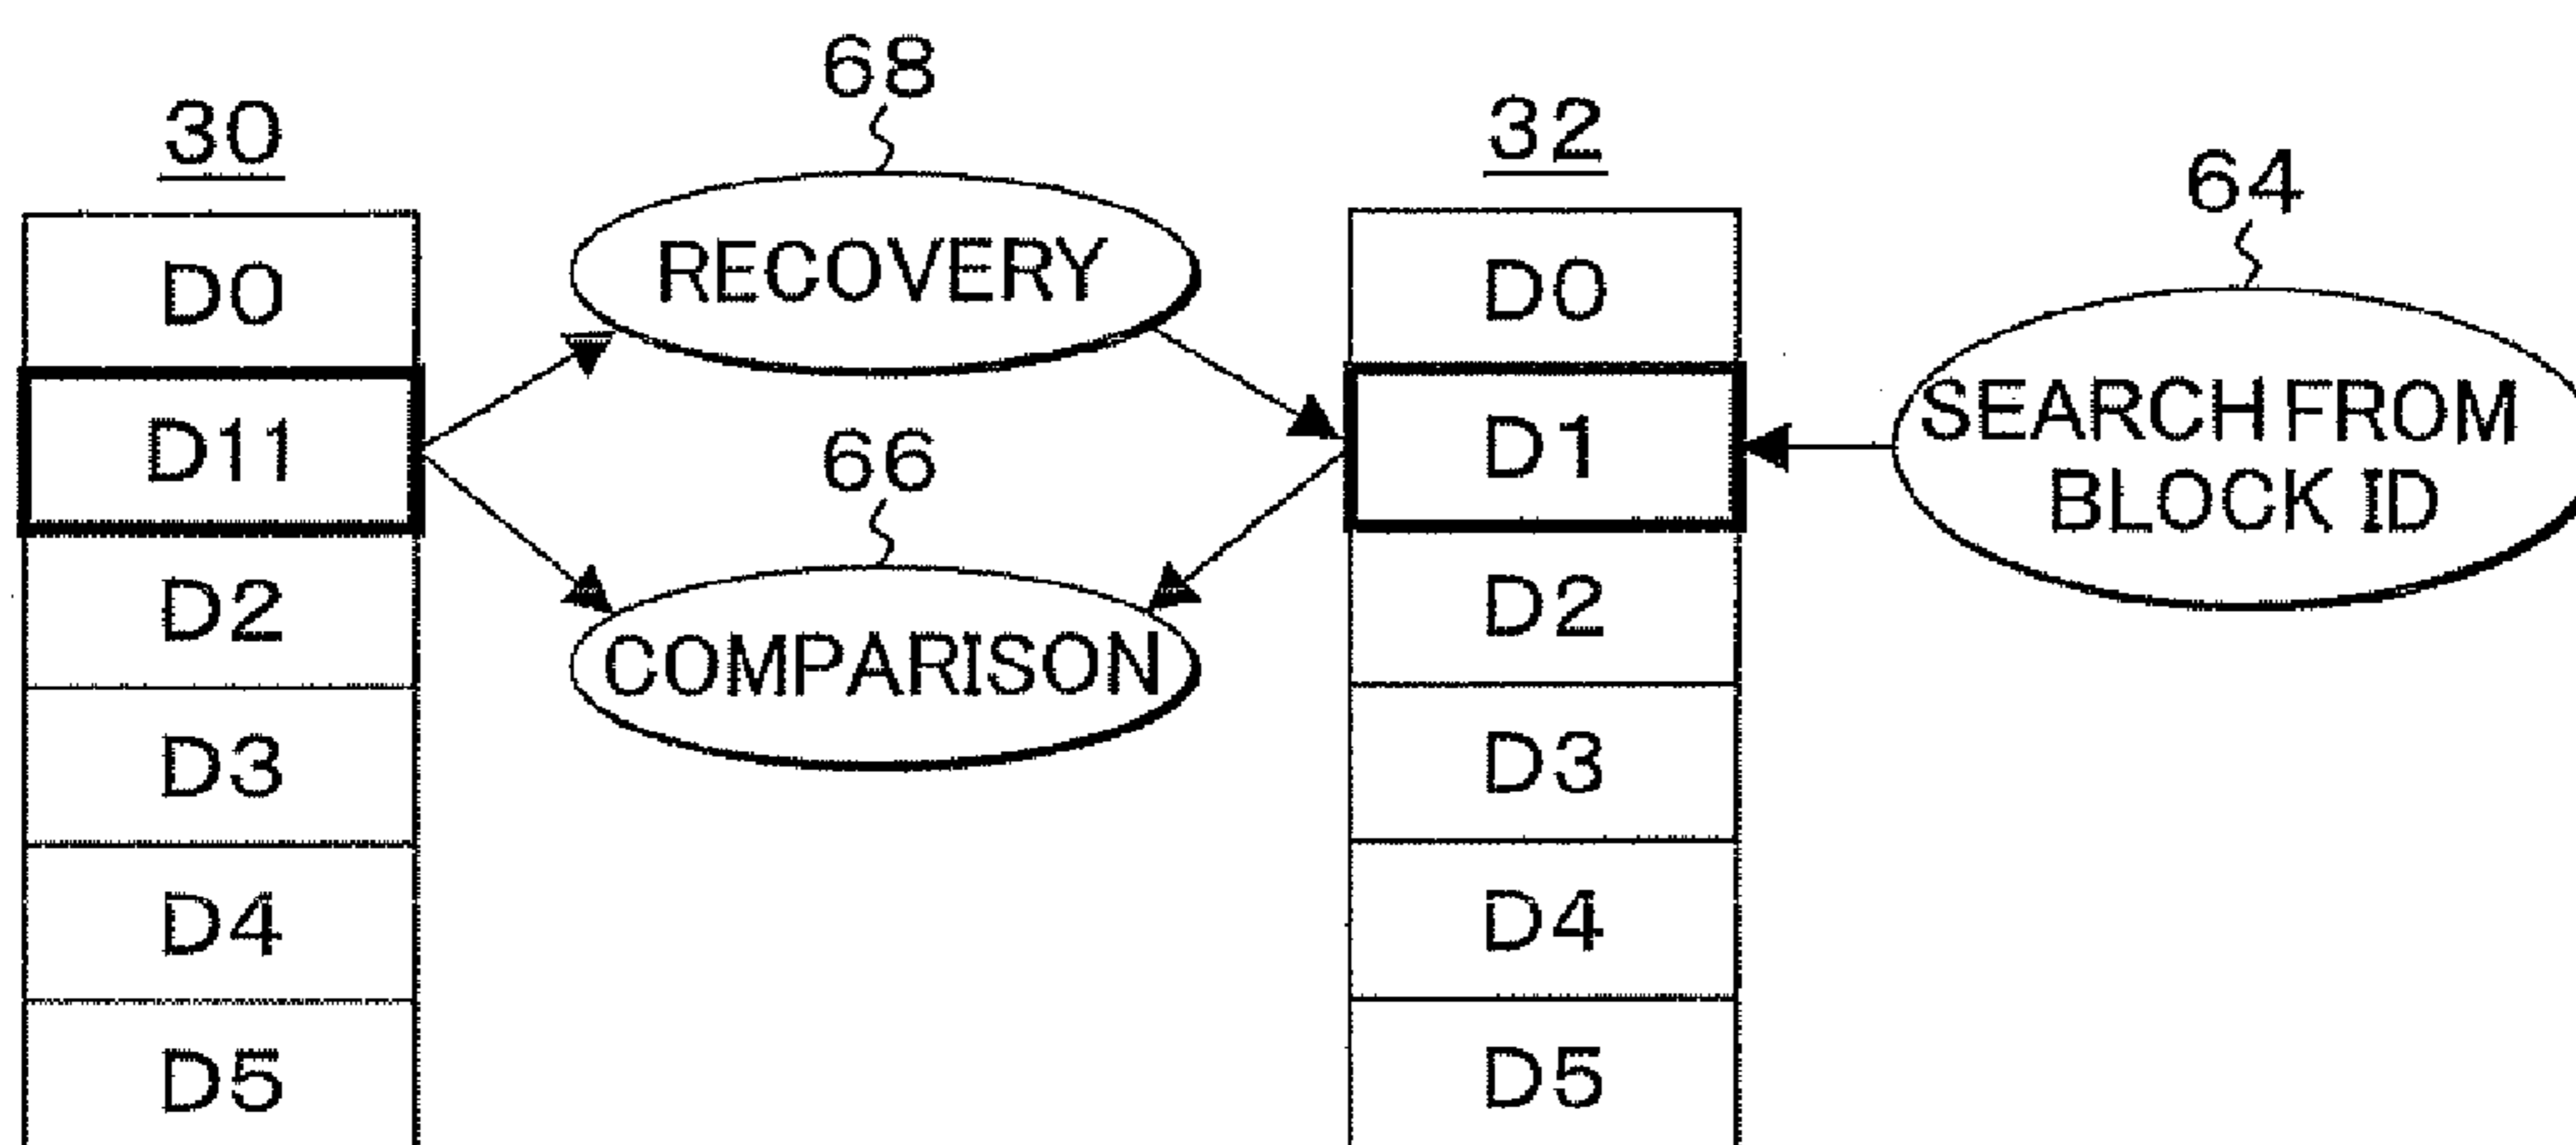 68
30
32
64
D0
RECOVERY
D0
D11
66
D1
SEARCH FROM
BLOCK ID
D2
COMPARISON
D2
D3
D3
D4
D4
D5
D5